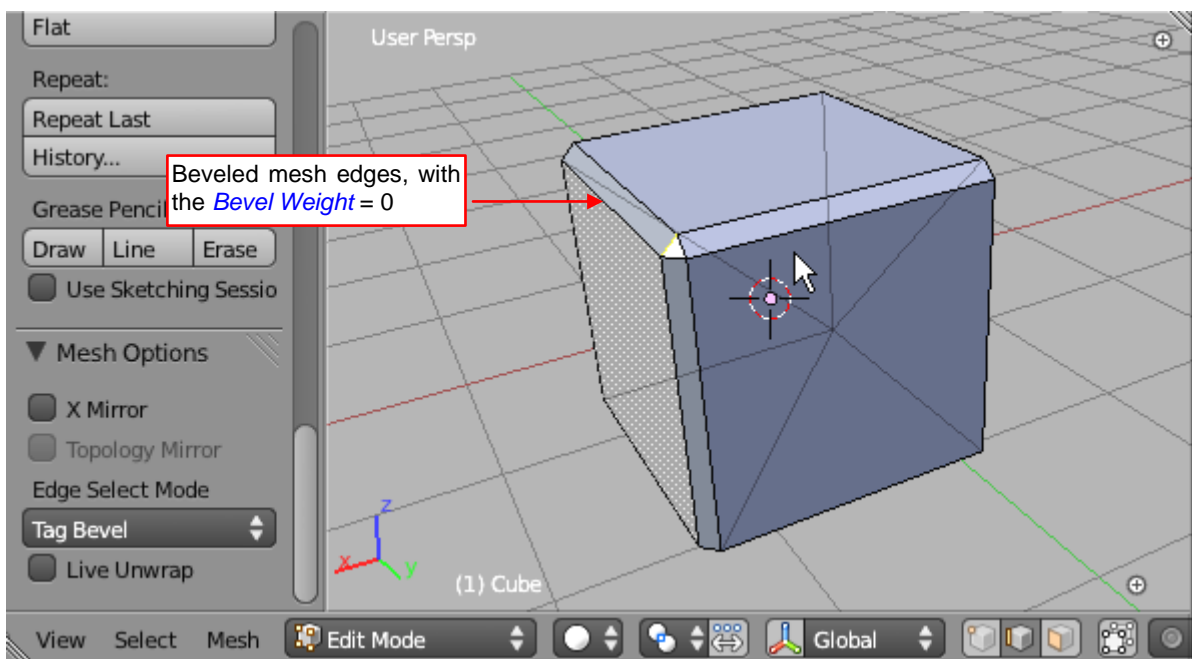 Flat
User Persp
Repeat:
Repeat Last
History...
Beveled mesh edges, with
the Bevel Weight = 0
Grease Pencil
Draw Line Erase
Use Sketching Sessio
Mesh Options
X Mirror
Topology Mirror
Edge Select Mode
Tag Bevel
Live Unwrap
z
x
y
(1) Cube
View Select Mesh Edit Mode Global